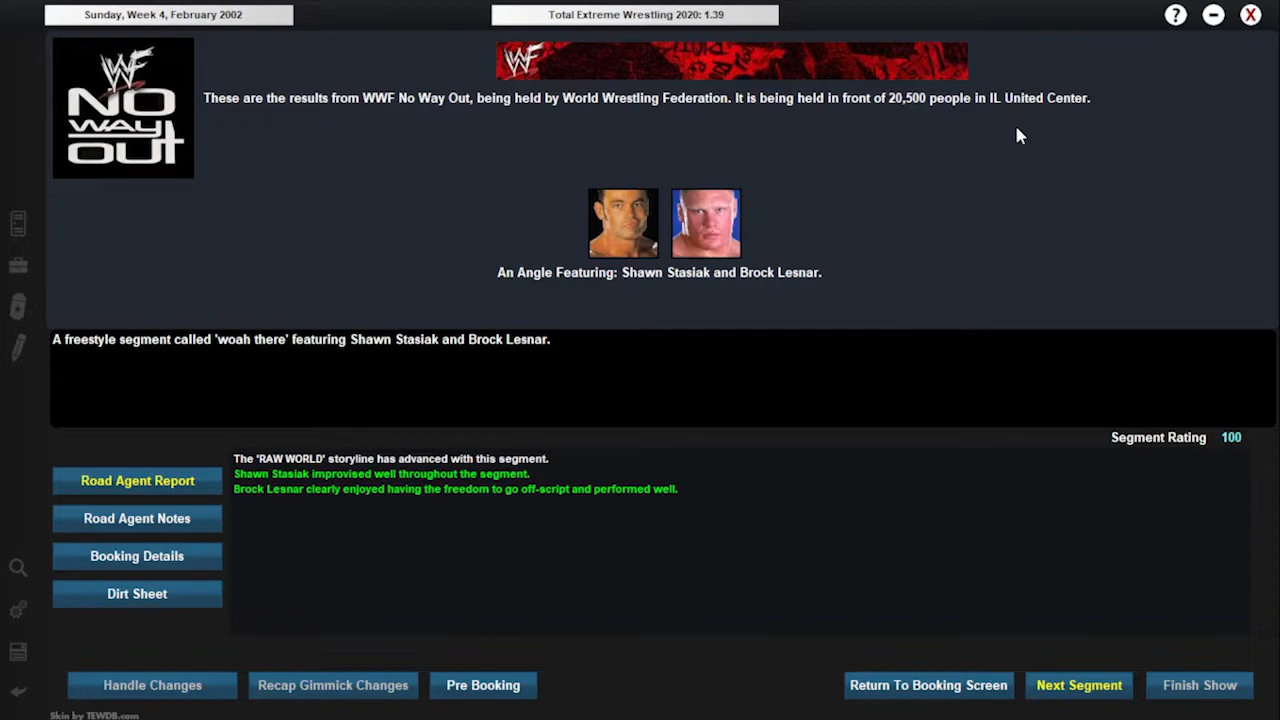 Sunday, Week 4, February 2002
Total Extreme Wrestling 2020: 1.39
?
X
WF
NO
WAY
OUT
WF
These are the results from WWF No Way Out, being held by World Wrestling Federation. It is being held in front of 20,500 people in IL United Center.
An Angle Featuring: Shawn Stasiak and Brock Lesnar.
A freestyle segment called 'woah there' featuring Shawn Stasiak and Brock Lesnar.
Segment Rating 100
The 'RAW WORLD' storyline has advanced with this segment.
Shawn Stasiak improvised well throughout the segment.
Brock Lesnar clearly enjoyed having the freedom to go off-script and performed well.
Road Agent Report
Road Agent Notes
Booking Details
Dirt Sheet
Handle Changes
Recap Gimmick Changes
Pre Booking
Return To Booking Screen
Next Segment
Finish Show
Skin by TEWDB.com